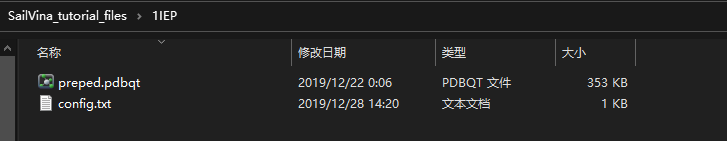 SailVina_tutorial_files > 1IEP
名称 修改日期 类型 大小
preped.pdbqt 2019/12/22 0:06 PDBQT 文件 353 KB
config.txt 2019/12/28 14:20 文本文档 1 KB